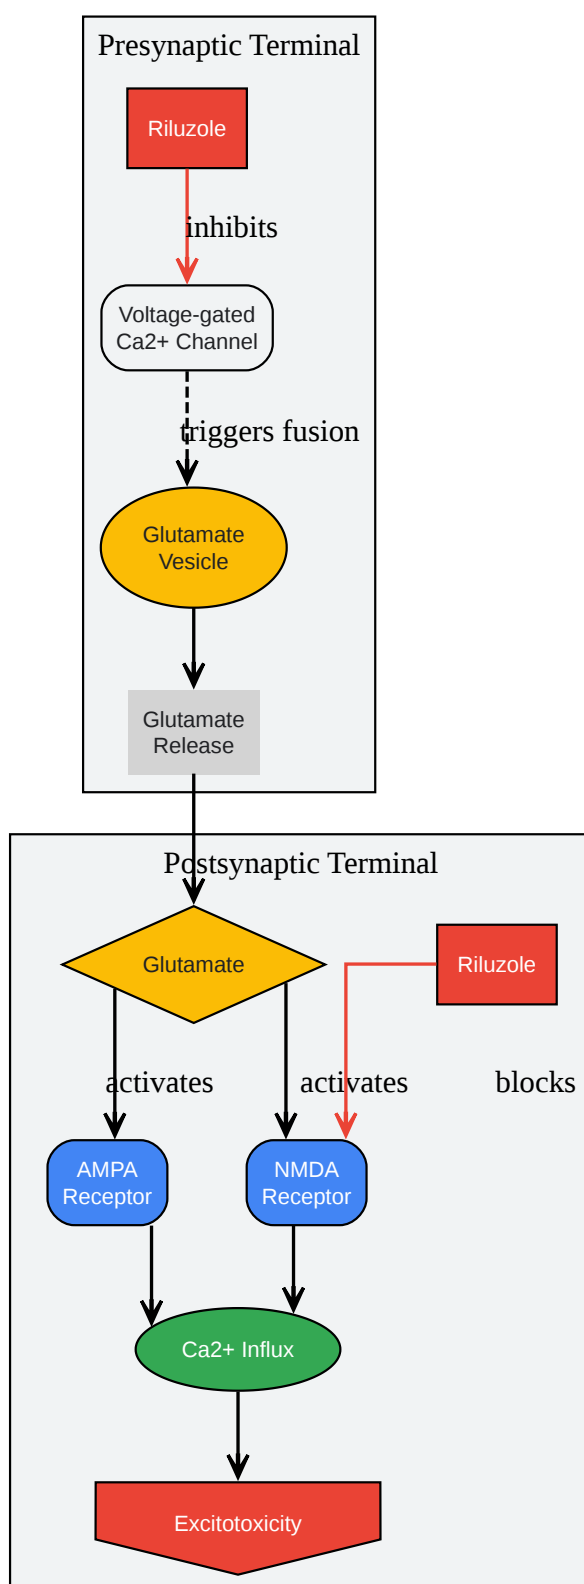 Presynaptic Terminal
Riluzole
inhibits
Voltage-gated
Ca2+ Channel
triggers fusion
Glutamate
Vesicle
Glutamate
Release
Postsynaptic Terminal
Glutamate
Riluzole
activates
activates
blocks
AMPA
Receptor
NMDA
Receptor
Ca2+ Influx
Excitotoxicity